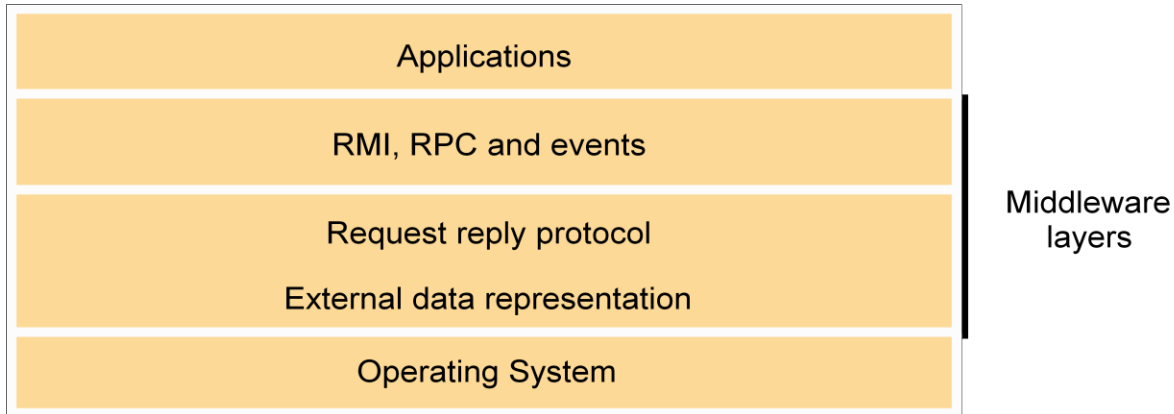 Applications
RMI, RPC and events
Request reply protocol
External data representation
Operating System
Middleware
layers